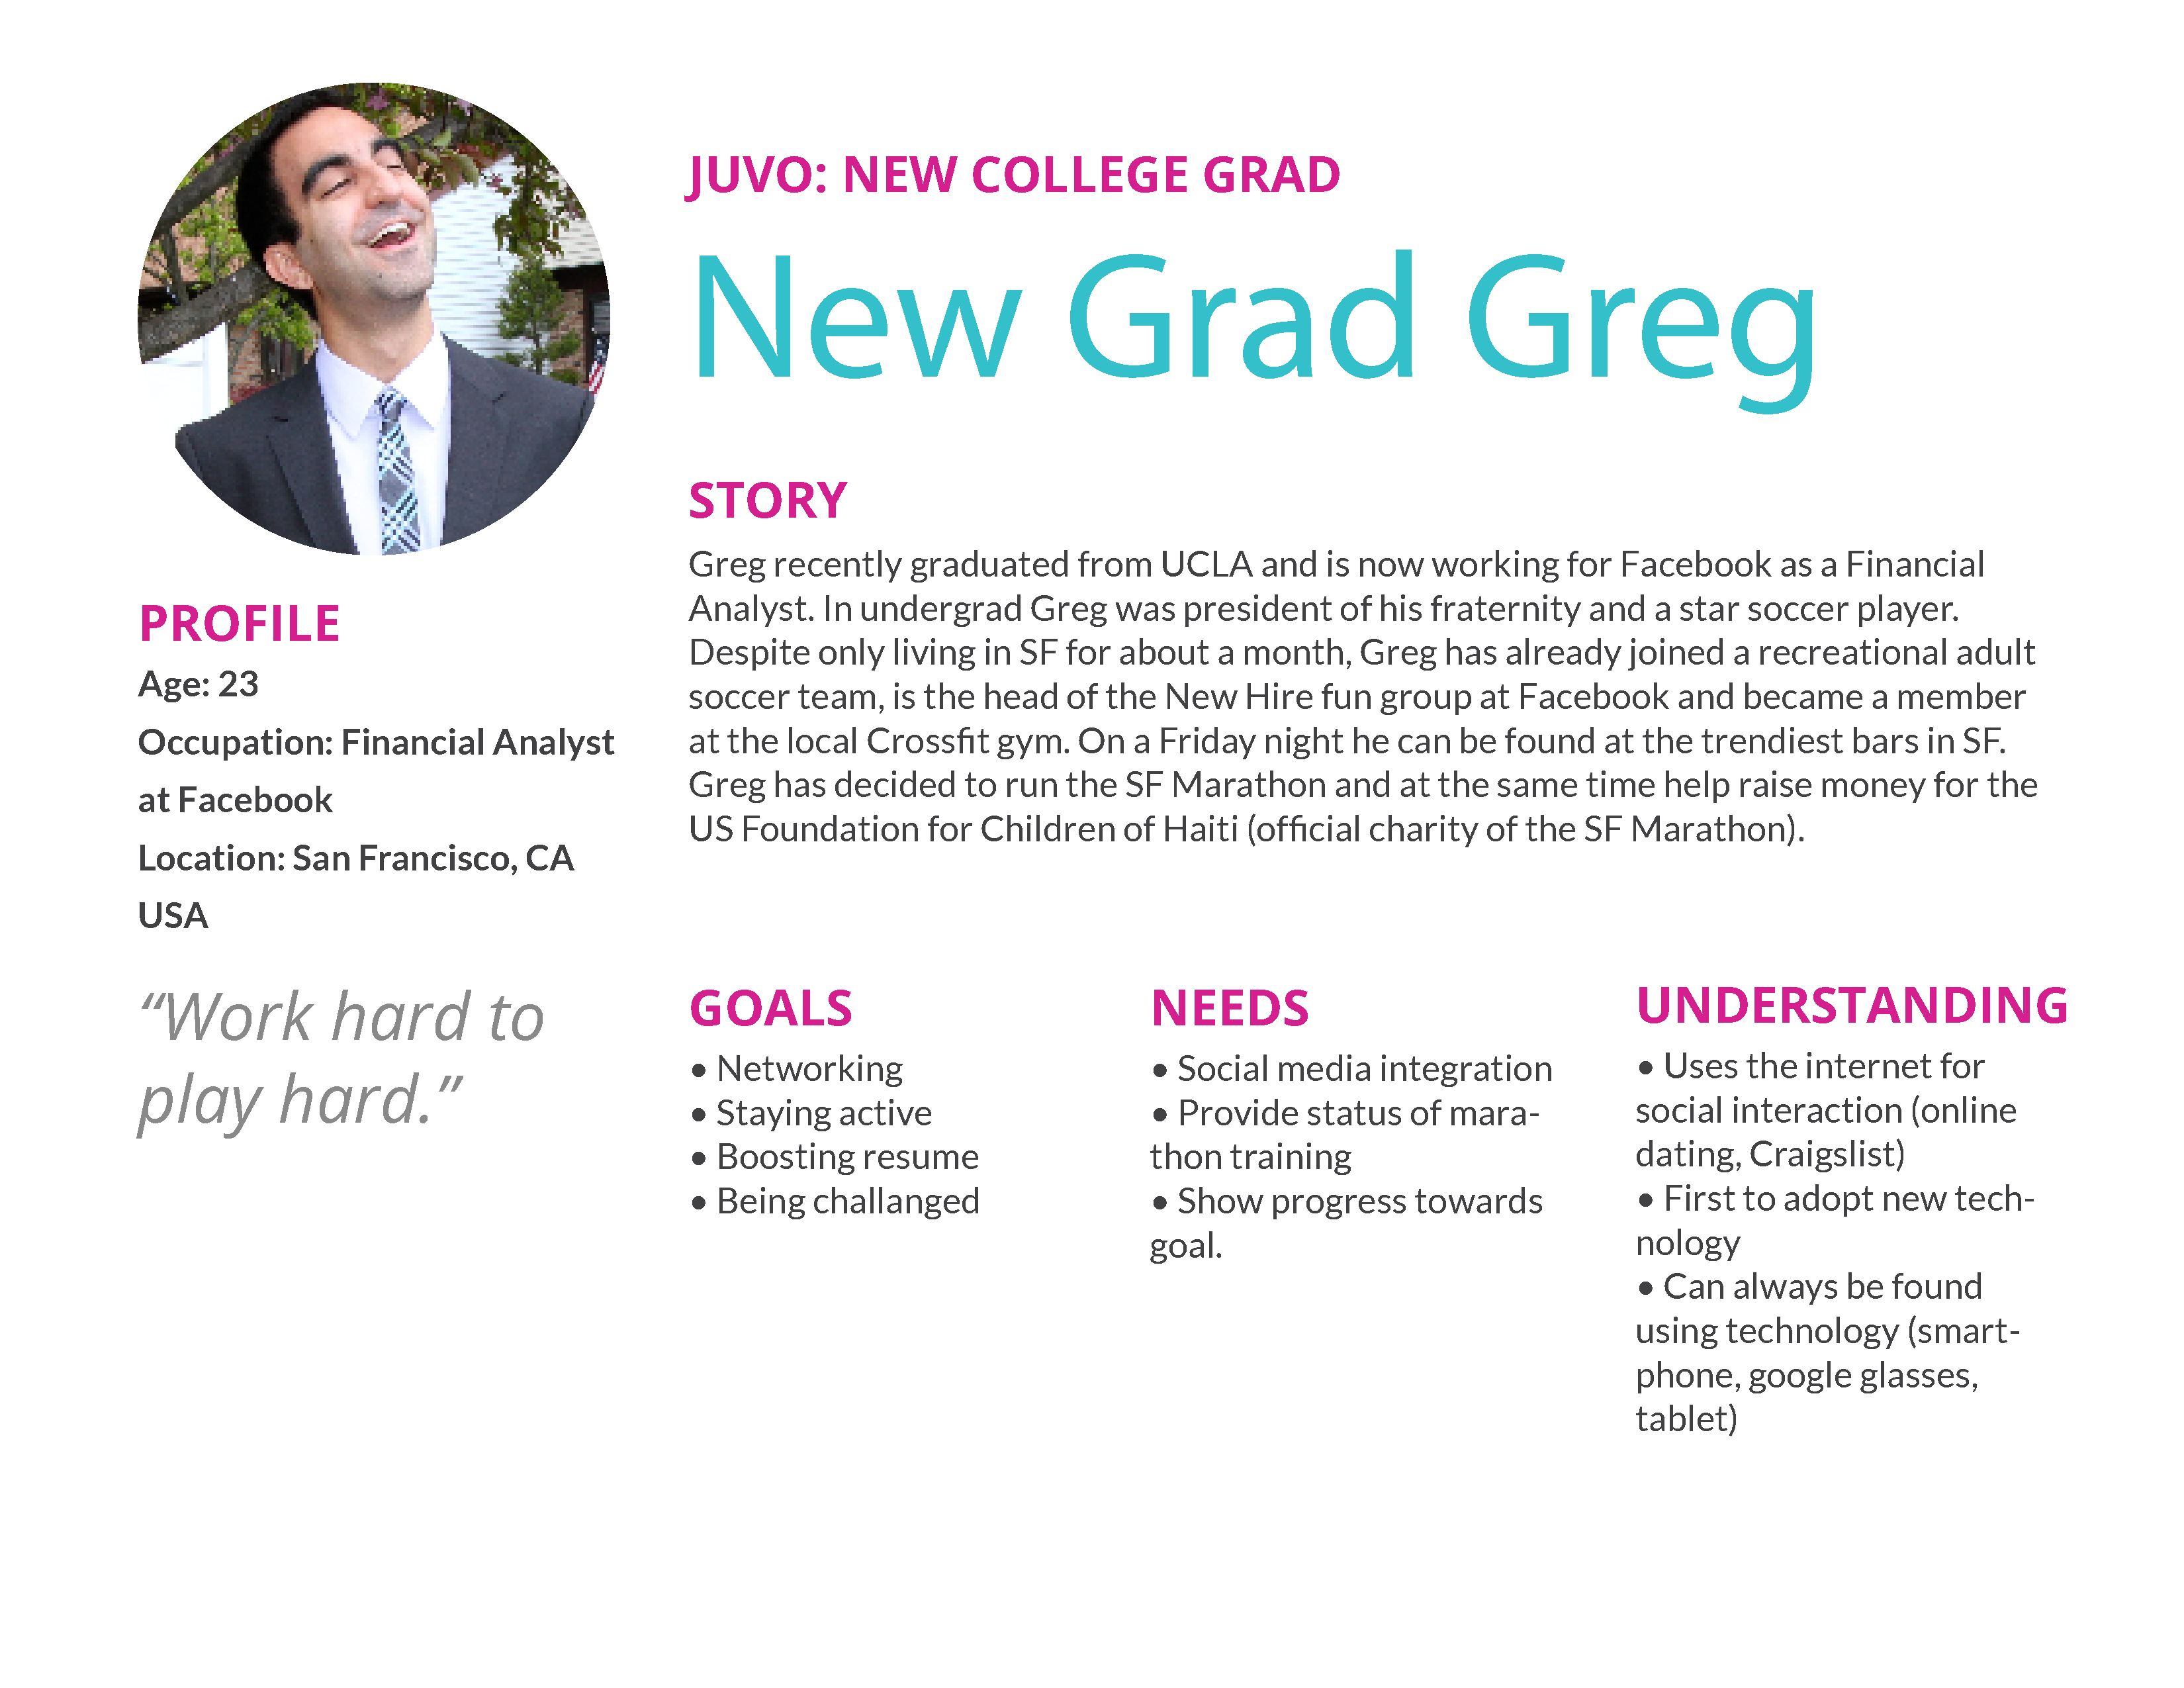 JUVO: NEW COLLEGE GRAD
New Grad Greg
PROFILE
Age: 23
Occupation: Financial Analyst
at Facebook
Location: San Francisco, CA
USA
“Work hard to
play hard.”
STORY
Greg recently graduated from UCLA and is now working for Facebook as a Financial
Analyst. In undergrad Greg was president of his fraternity and a star soccer player.
Despite only living in SF for about a month, Greg has already joined a recreational adult
soccer team, is the head of the New Hire fun group at Facebook and became a member
at the local Crossfit gym. On a Friday night he can be found at the trendiest bars in SF.
Greg has decided to run the SF Marathon and at the same time help raise money for the
US Foundation for Children of Haiti (official charity of the SF Marathon).
GOALS
• Networking
• Staying active
• Boosting resume
• Being challanged
NEEDS
• Social media integration
• Provide status of mara-
thon training
• Show progress towards
goal.
UNDERSTANDING
• Uses the internet for
social interaction (online
dating, Craigslist)
• First to adopt new tech-
nology
• Can always be found
using technology (smart-
phone, google glasses,
tablet)